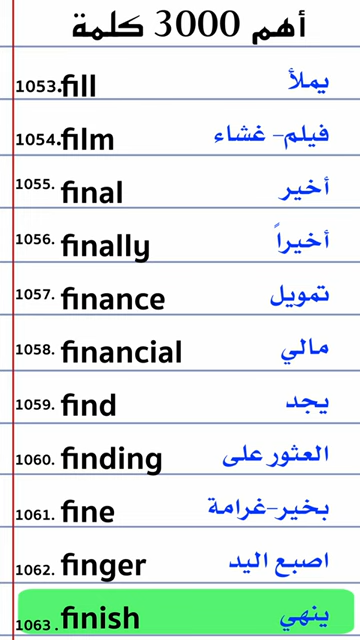 أهم 3000 كلمة
1053.fill يملأ
1054.film فيلم- غشاء
1055. final أخير
1056. finally أخيراً
1057. finance تمويل
1058. financial مالي
1059. find يجد
1060. finding العثور على
1061. fine بخير-غرامة
1062. finger اصبع اليد
1063. finish ينهي